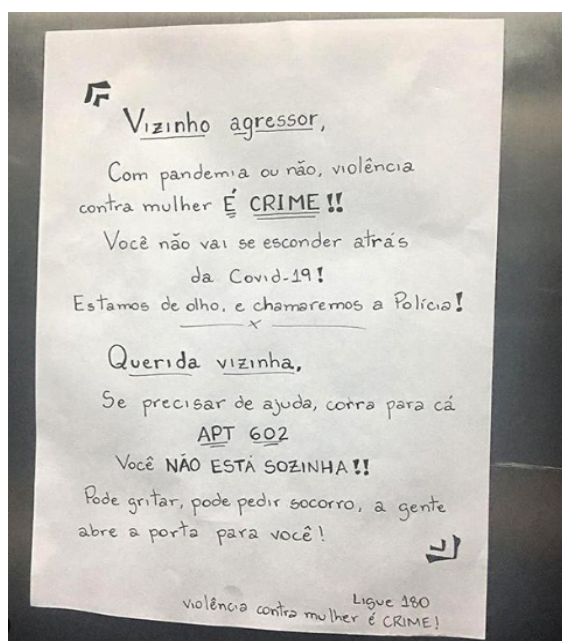 Vizinho agressor,
Com pandemia ou não, violência
contra mulher É CRIME!!
Você não vai se esconder atrás
da Covid-19!
Estamos de olho, e chamaremos a Polícia!
x
Querida vizinha,
Se precisar de ajuda, corra para cá
APT 602
Você NÃO ESTÁ SOZINHA!!
Pode gritar, pode pedir socorro, a gente
abre a porta para você!
Ligue 180
violência contra mulher é CRIME!